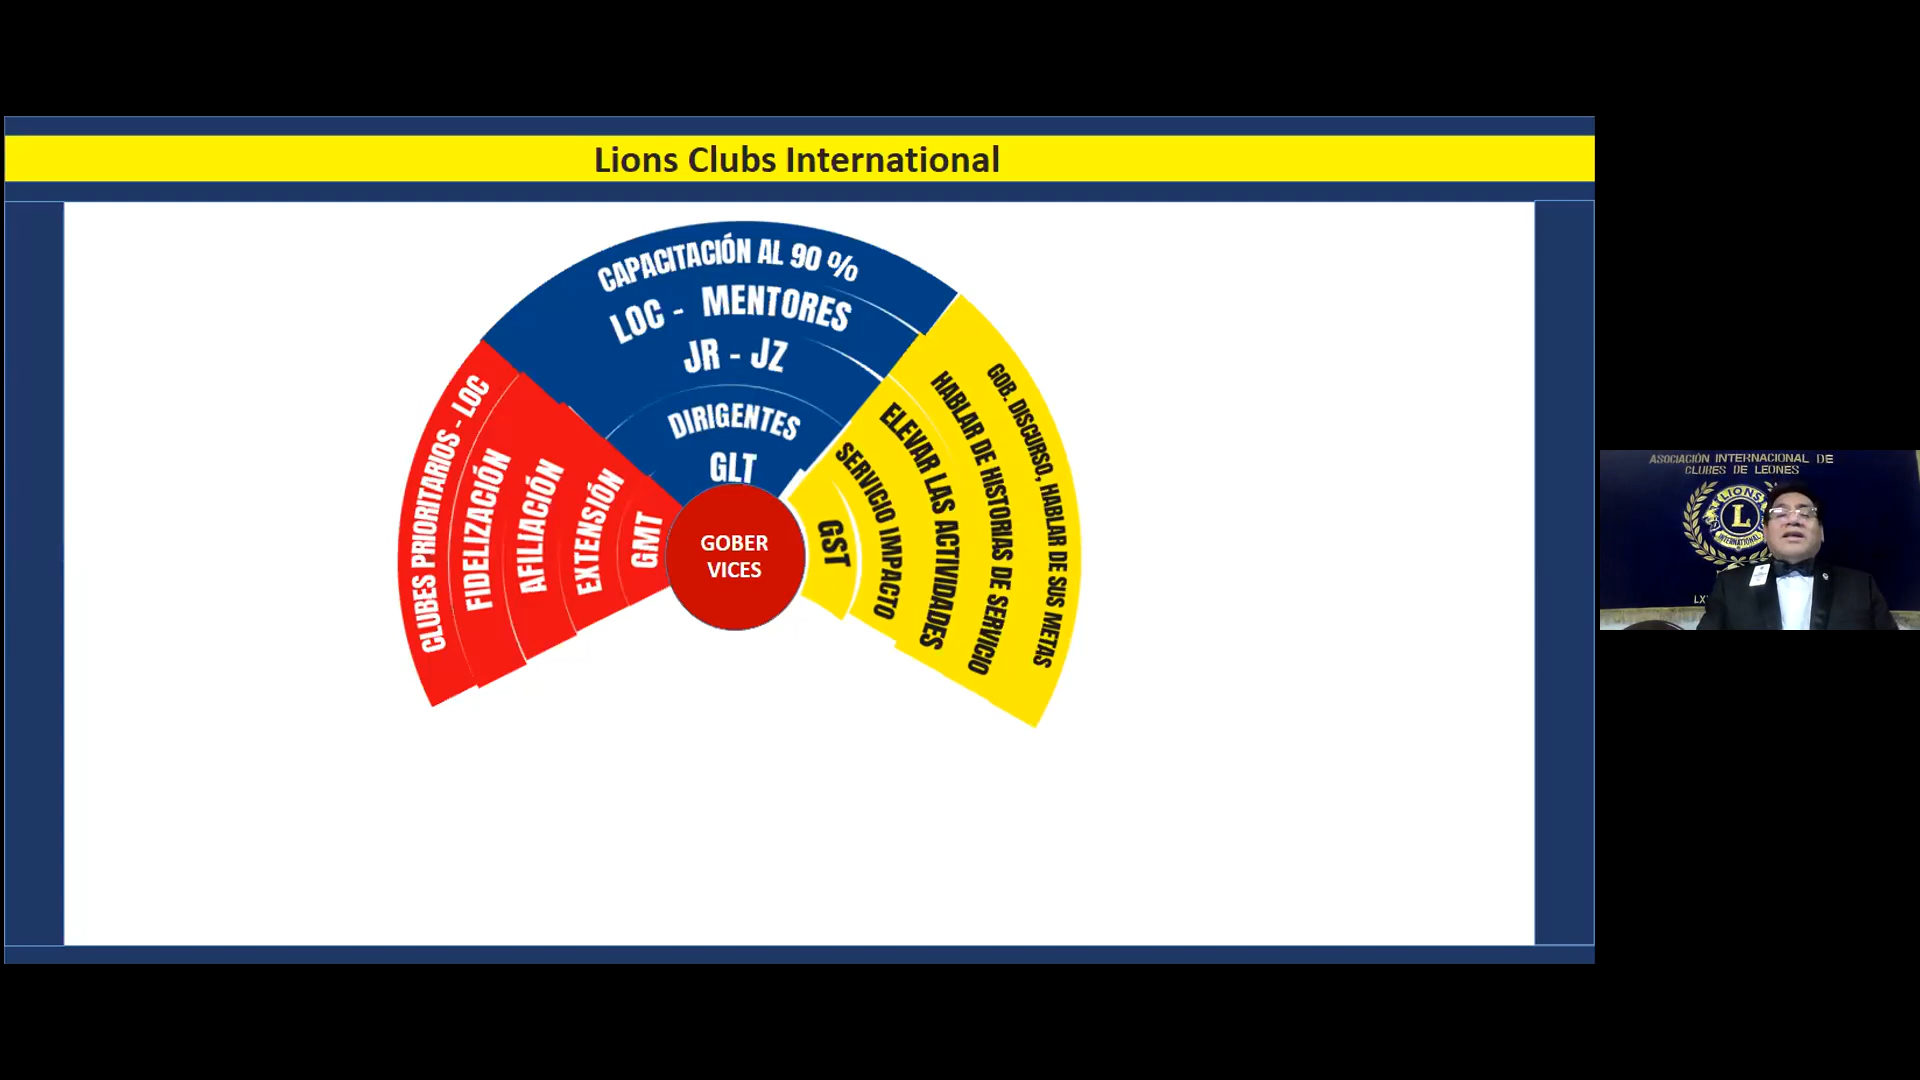 Lions Clubs International
CAPACITACIÓN AL 90 %
LOC - MENTORES
JR - JZ
DIRIGENTES
GLT
CLUBES PRIORITARIOS - LOC
FIDELIZACIÓN
AFILIACIÓN
EXTENSIÓN
GMT
GOBER
VICES
GST
SERVICIO IMPACTO
ELEVAR LAS ACTIVIDADES
HABLAR DE HISTORIAS DE SERVICIO
GOB. DISCURSO, HABLAR DE SUS METAS
ASOCIACIÓN INTERNACIONAL DE
CLUBES DE LEONES
LIONS
L
INTERNATIONAL